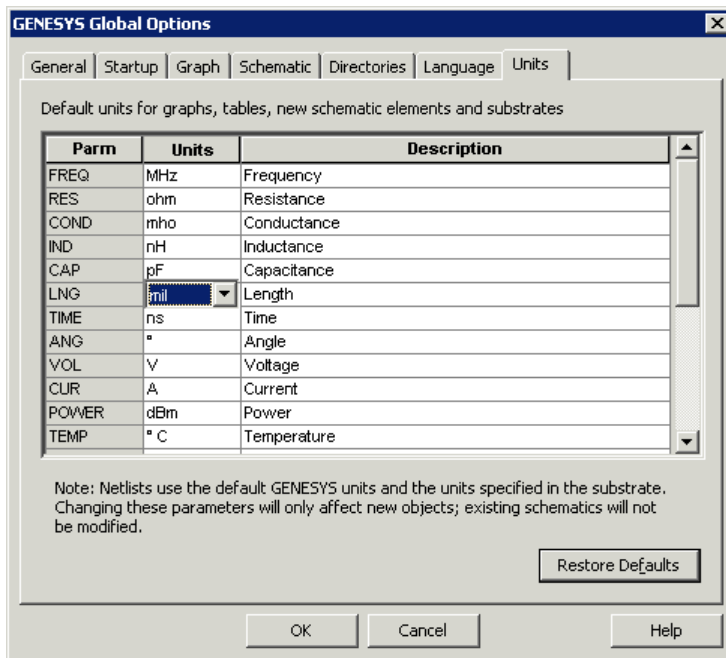 GENESYS Global Options
General Startup Graph Schematic Directories Language Units
Default units for graphs, tables, new schematic elements and substrates
Parm Units Description
FREQ MHz Frequency
RES ohm Resistance
COND mho Conductance
IND nH Inductance
CAP pF Capacitance
LNG mil Length
TIME ns Time
ANG ° Angle
VOL V Voltage
CUR A Current
POWER dBm Power
TEMP ° C Temperature
Note: Netlists use the default GENESYS units and the units specified in the substrate.
Changing these parameters will only affect new objects; existing schematics will not
be modified.
Restore Defaults
OK Cancel Help